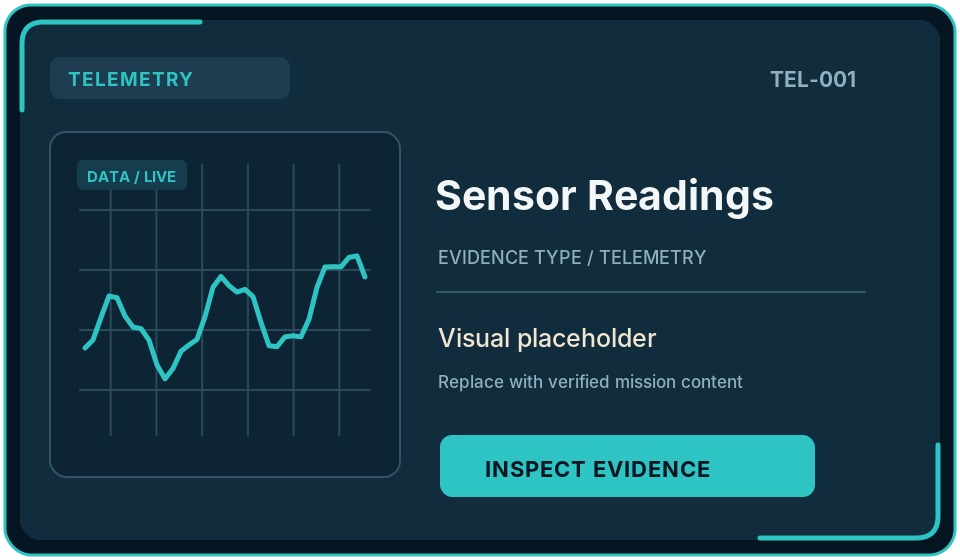 TELEMETRY
TEL-001
DATA / LIVE
Sensor Readings
EVIDENCE TYPE / TELEMETRY
Visual placeholder
Replace with verified mission content
INSPECT EVIDENCE